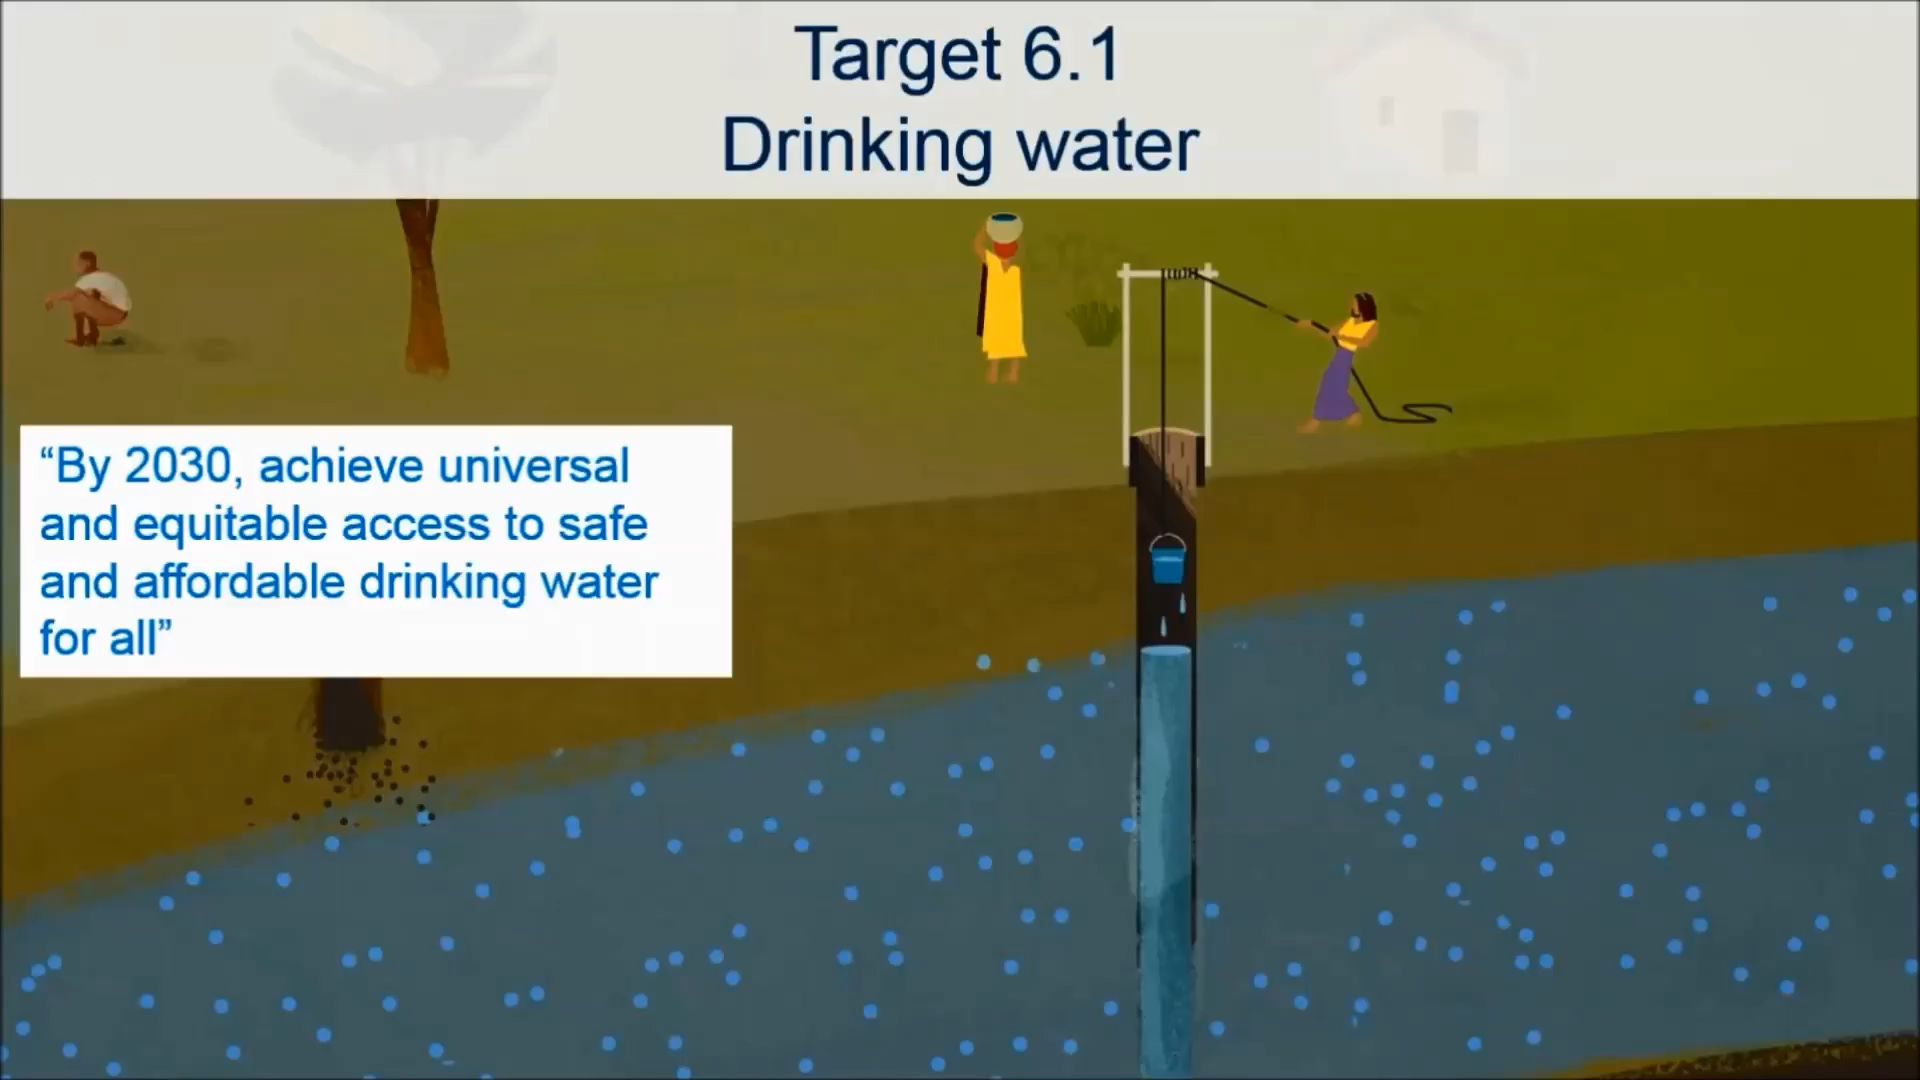 Target 6.1
Drinking water
“By 2030, achieve universal
and equitable access to safe
and affordable drinking water
for all”